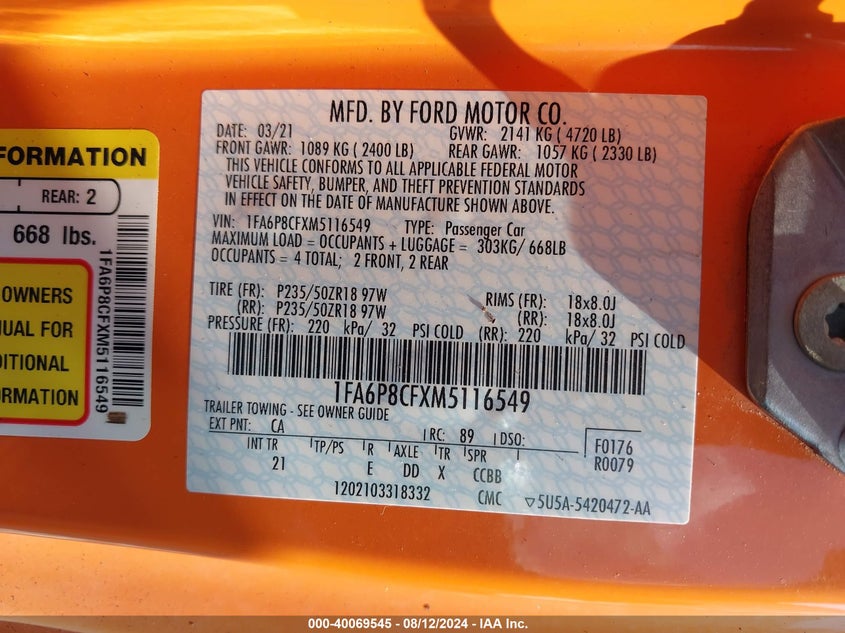 MFD. BY FORD MOTOR CO.
DATE: 03/21 GVWR: 2141 KG ( 4720 LB)
FRONT GAWR: 1089 KG ( 2400 LB) REAR GAWR: 1057 KG ( 2330 LB)
THIS VEHICLE CONFORMS TO ALL APPLICABLE FEDERAL MOTOR
VEHICLE SAFETY, BUMPER, AND THEFT PREVENTION STANDARDS
IN EFFECT ON THE DATE OF MANUFACTURE SHOWN ABOVE.
VIN: 1FA6P8CFXM5116549 TYPE: Passenger Car
MAXIMUM LOAD = OCCUPANTS + LUGGAGE = 303KG/ 668LB
OCCUPANTS = 4 TOTAL; 2 FRONT, 2 REAR
TIRE (FR): P235/50ZR18 97W RIMS (FR): 18x8.0J
(RR): P235/50ZR18 97W (RR): 18x8.0J
PRESSURE (FR): 220 kPa/ 32 PSI COLD (RR): 220 kPa/ 32 PSI COLD
1FA6P8CFXM5116549
TRAILER TOWING - SEE OWNER GUIDE
EXT PNT: CA RC: 89 DSO: F0176
INT TR TP/PS R AXLE TR SPR R0079
21 E DD X CCBB
1202103318332 CMC ▽5U5A-5420472-AA
FORMATION
REAR: 2
668 lbs.
OWNERS
NUAL FOR
DITIONAL
ORMATION
1FA6P8CFXM5116549
000-40069545 - 08/12/2024 - IAA Inc.